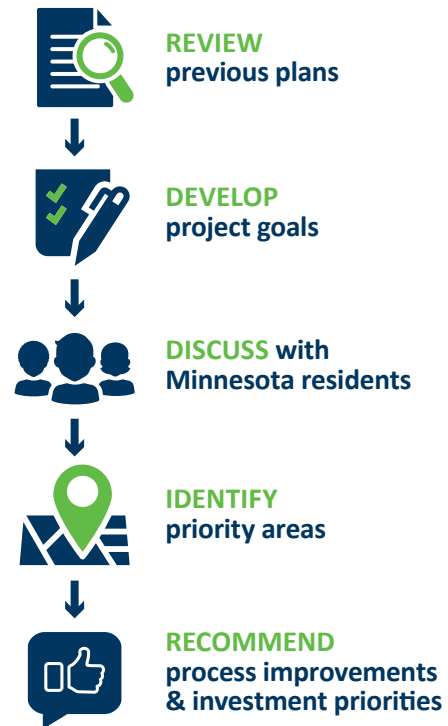 REVIEW
previous plans
DEVELOP
project goals
DISCUSS with
Minnesota residents
IDENTIFY
priority areas
RECOMMEND
process improvements
& investment priorities